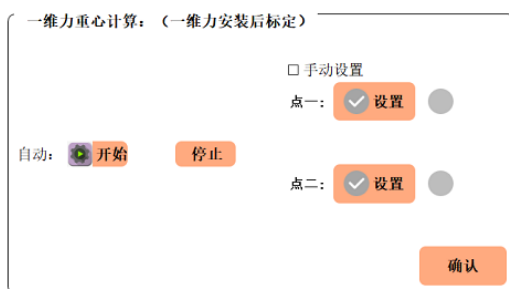 一维力重心计算：（一维力安装后标定）
手动设置
点一： 设置
自动： 开始 停止
点二： 设置
确认